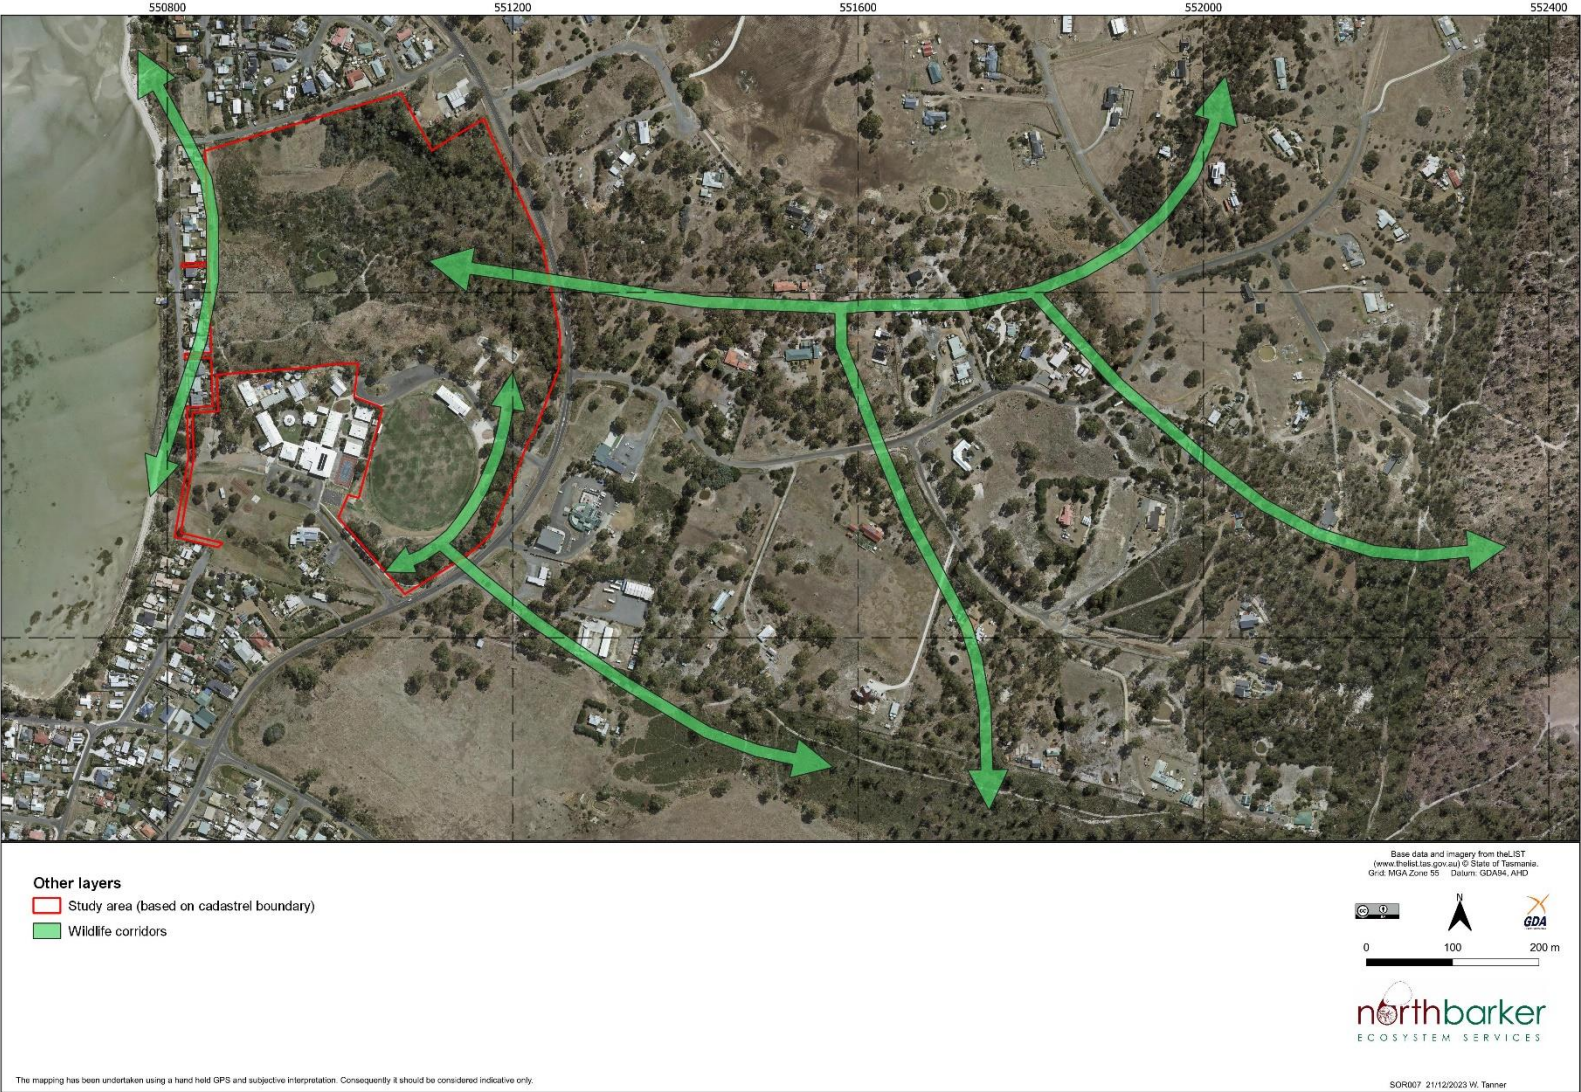 550800 551200 551600 552000 552400
Other layers
Study area (based on cadastrel boundary)
Wildlife corridors
Base data and imagery from theLIST
(www.thelist.tas.gov.au) © State of Tasmania.
Grid: MGA Zone 55 Datum: GDA94, AHD
N
GDA
0 100 200 m
northbarker
ECOSYSTEM SERVICES
The mapping has been undertaken using a hand held GPS and subjective interpretation. Consequently it should be considered indicative only.
SOR007 21/12/2023 W. Tanner